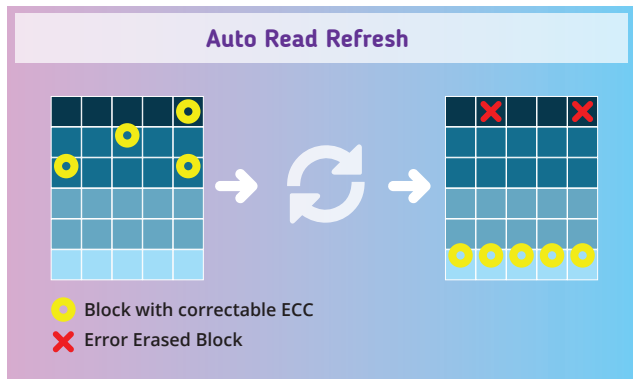 Auto Read Refresh
Block with correctable ECC
Error Erased Block